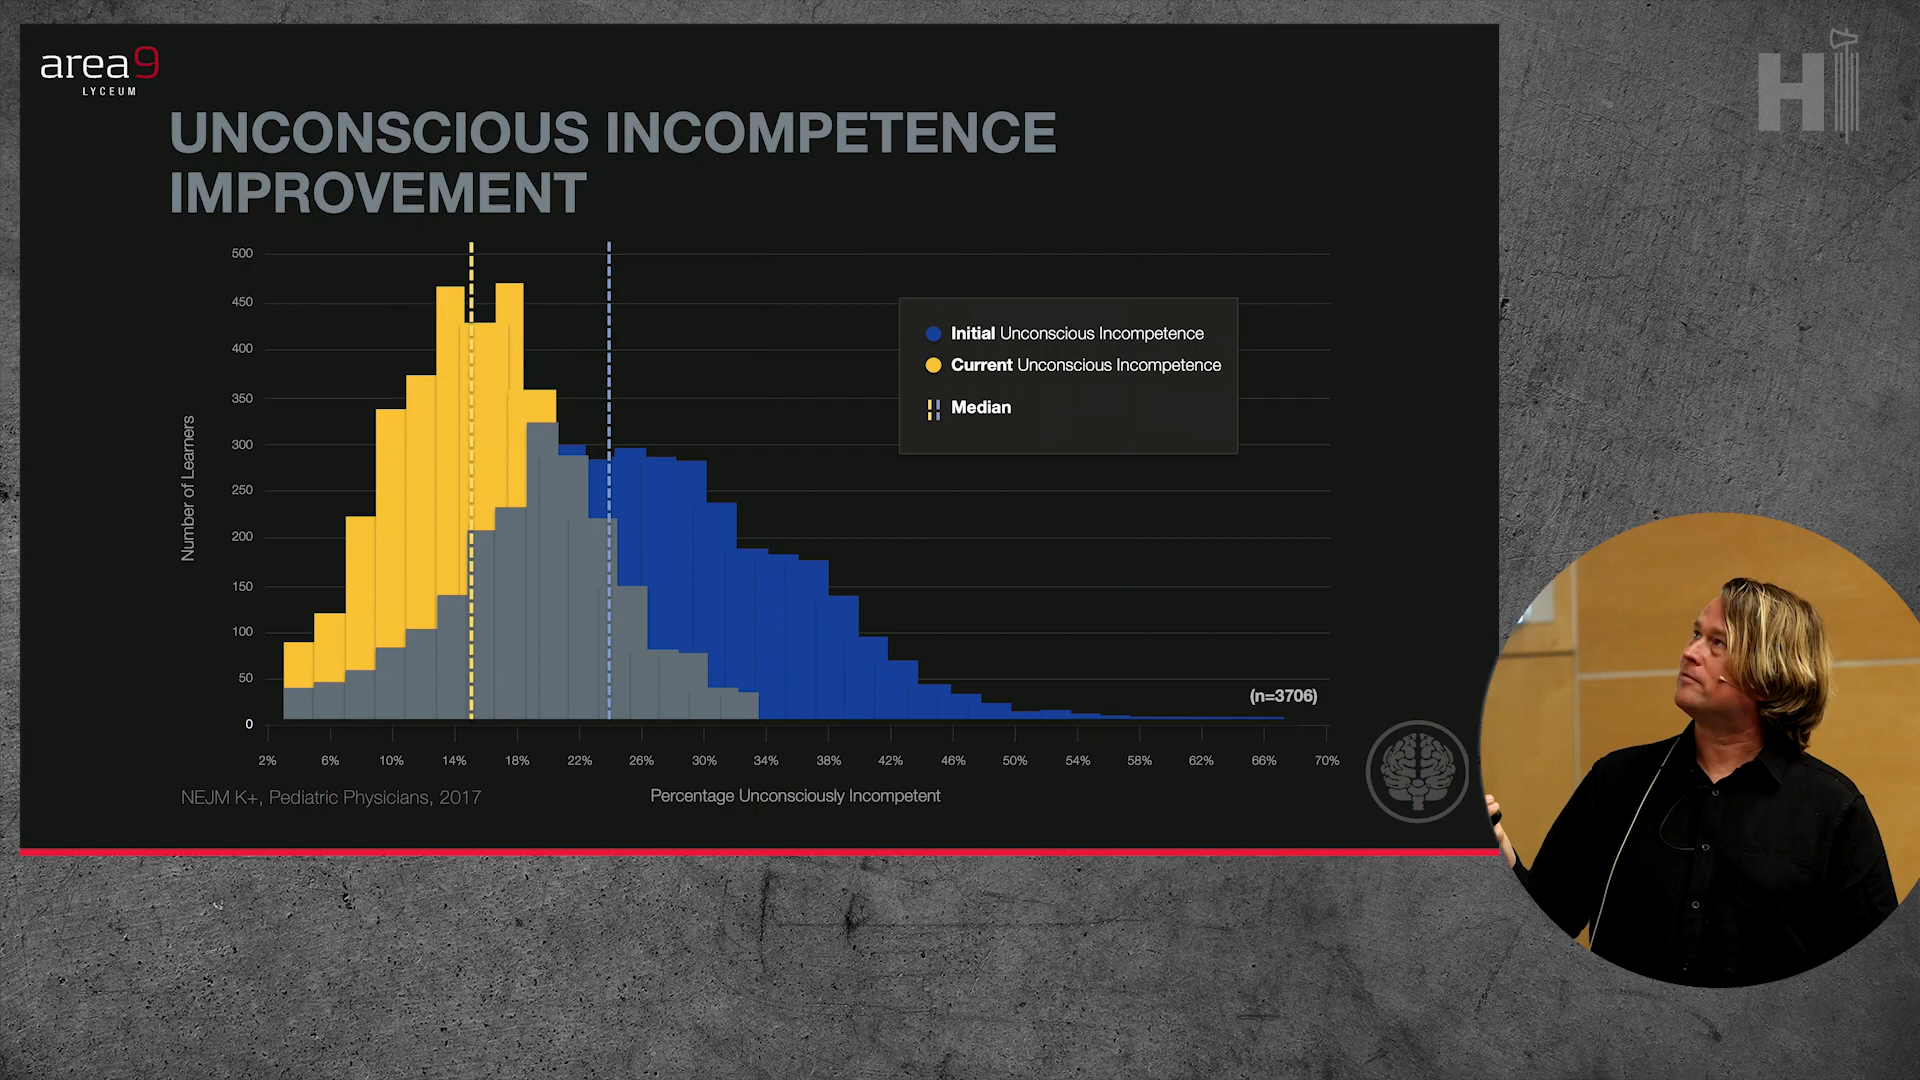 area9
LYCEUM
H
UNCONSCIOUS INCOMPETENCE
IMPROVEMENT
500
450
400
350
300
250
200
150
100
50
0
Number of Learners
Initial Unconscious Incompetence
Current Unconscious Incompetence
Median
(n=3706)
2% 6% 10% 14% 18% 22% 26% 30% 34% 38% 42% 46% 50% 54% 58% 62% 66% 70%
NEJM K+, Pediatric Physicians, 2017
Percentage Unconsciously Incompetent